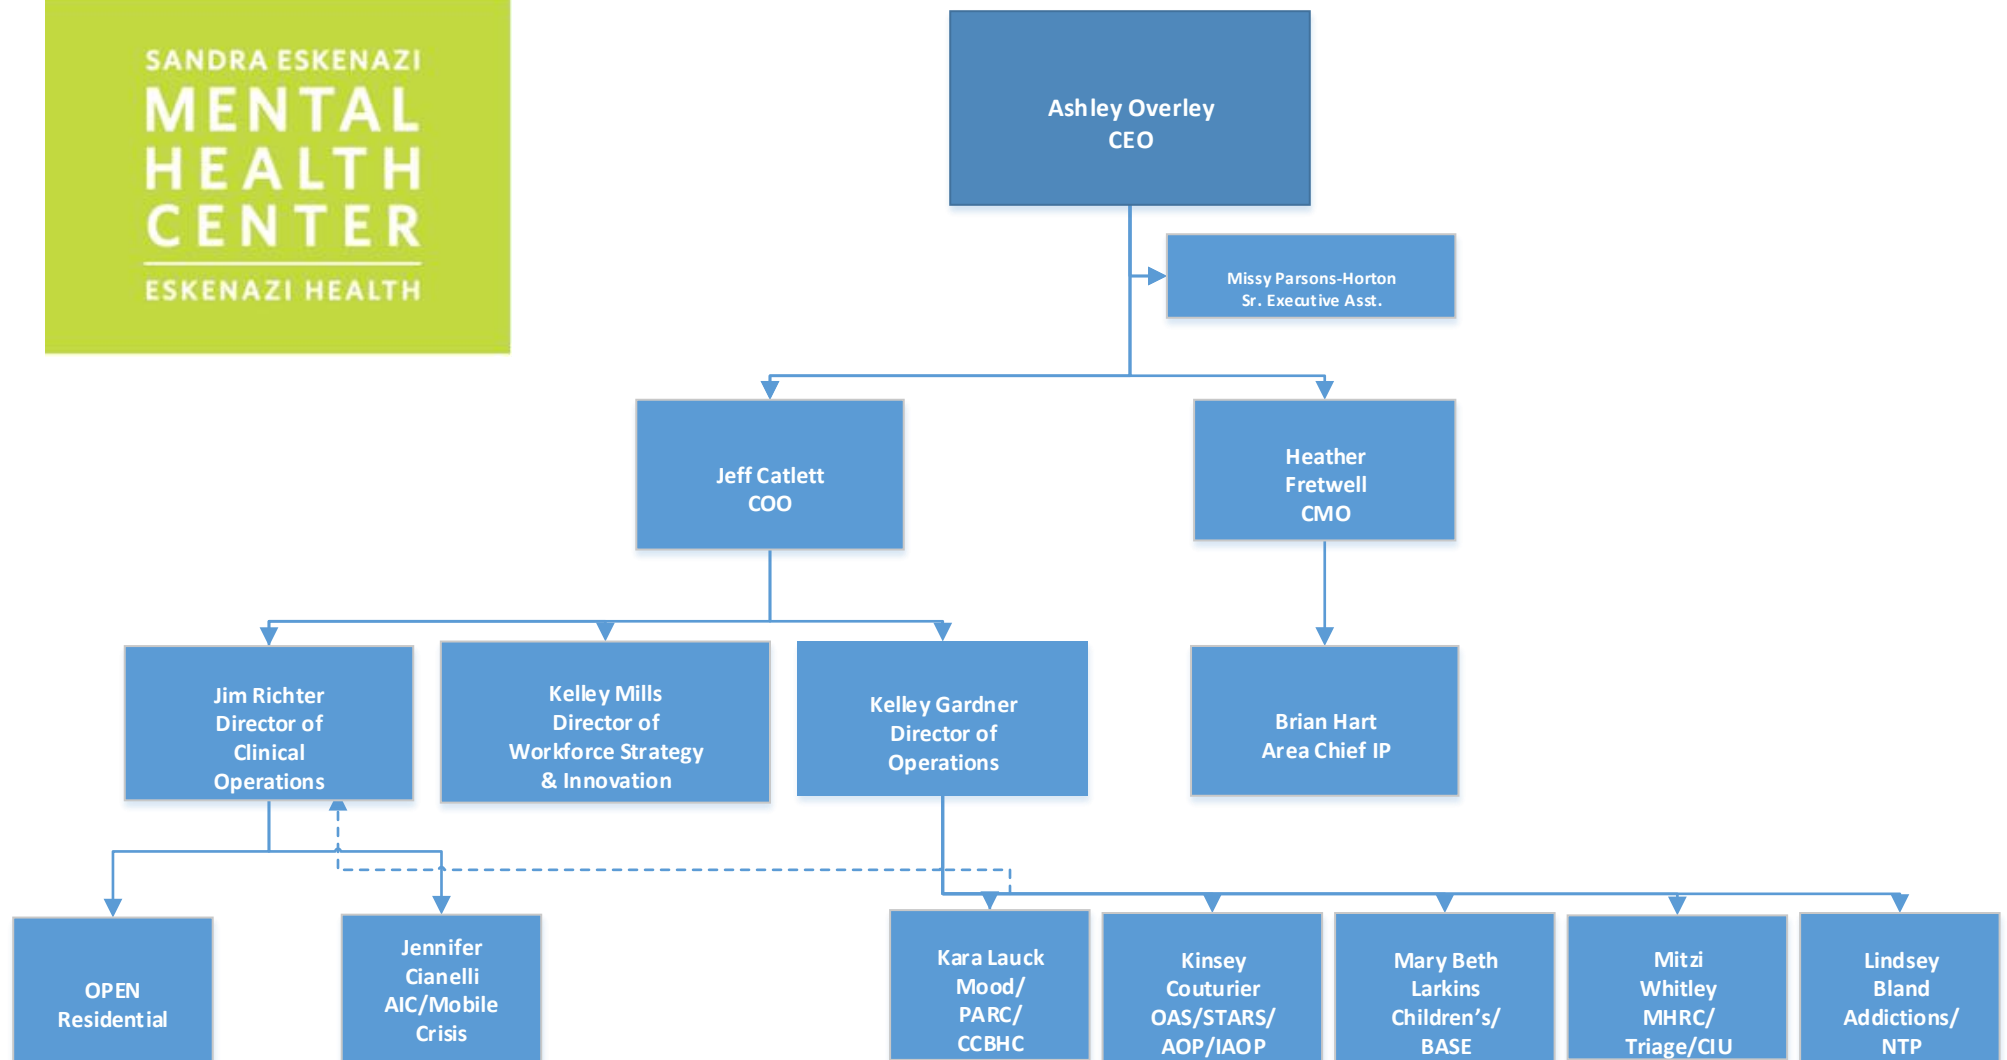 SANDRA ESKENAZI
MENTAL
HEALTH
CENTER
ESKENAZI HEALTH
Ashley Overley
CEO
Missy Parsons-Horton
Sr. Executive Asst.
Jeff Catlett
COO
Heather
Fretwell
CMO
Jim Richter
Director of
Clinical
Operations
Kelley Mills
Director of
Workforce Strategy
& Innovation
Kelley Gardner
Director of
Operations
Brian Hart
Area Chief IP
OPEN
Residential
Jennifer
Cianelli
AIC/Mobile
Crisis
Kara Lauck
Mood/
PARC/
CCBHC
Kinsey
Couturier
OAS/STARS/
AOP/IAOP
Mary Beth
Larkins
Children's/
BASE
Mitzi
Whitley
MHRC/
Triage/CIU
Lindsey
Bland
Addictions/
NTP